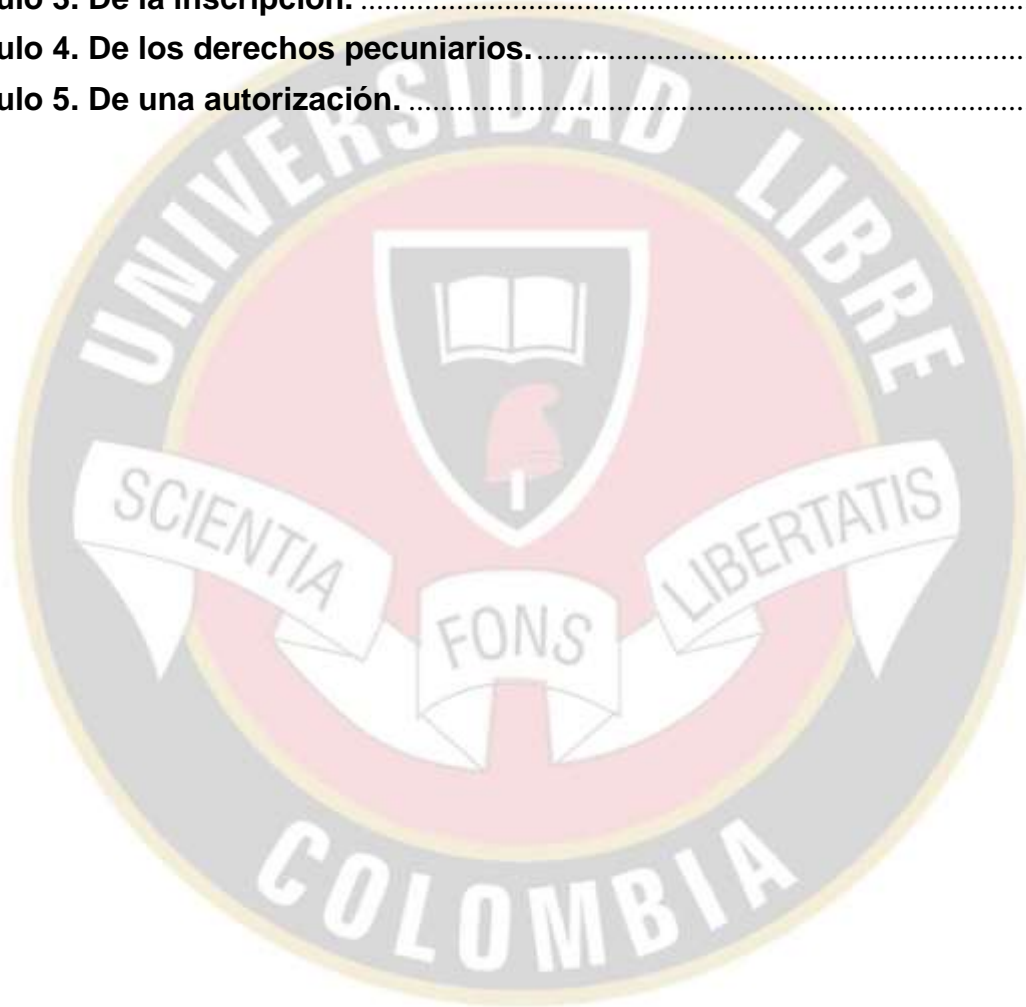 ulo 3. De la inscripción.
ulo 4. De los derechos pecuniarios.
ulo 5. De una autorización.
UNIVERSIDAD LIBRE
SCIENTIA
FONS
LIBERTATIS
COLOMBIA